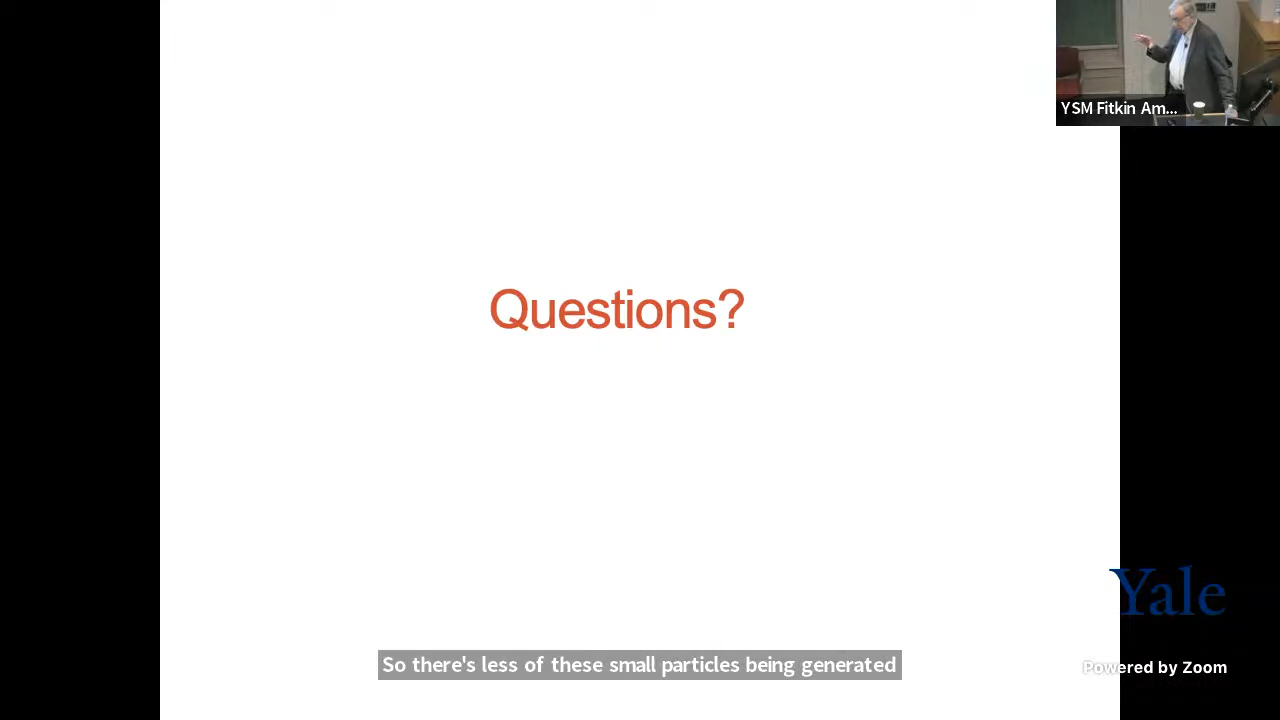 YSM Fitkin Am...
Questions?
Yale
So there's less of these small particles being generated
Powered by Zoom